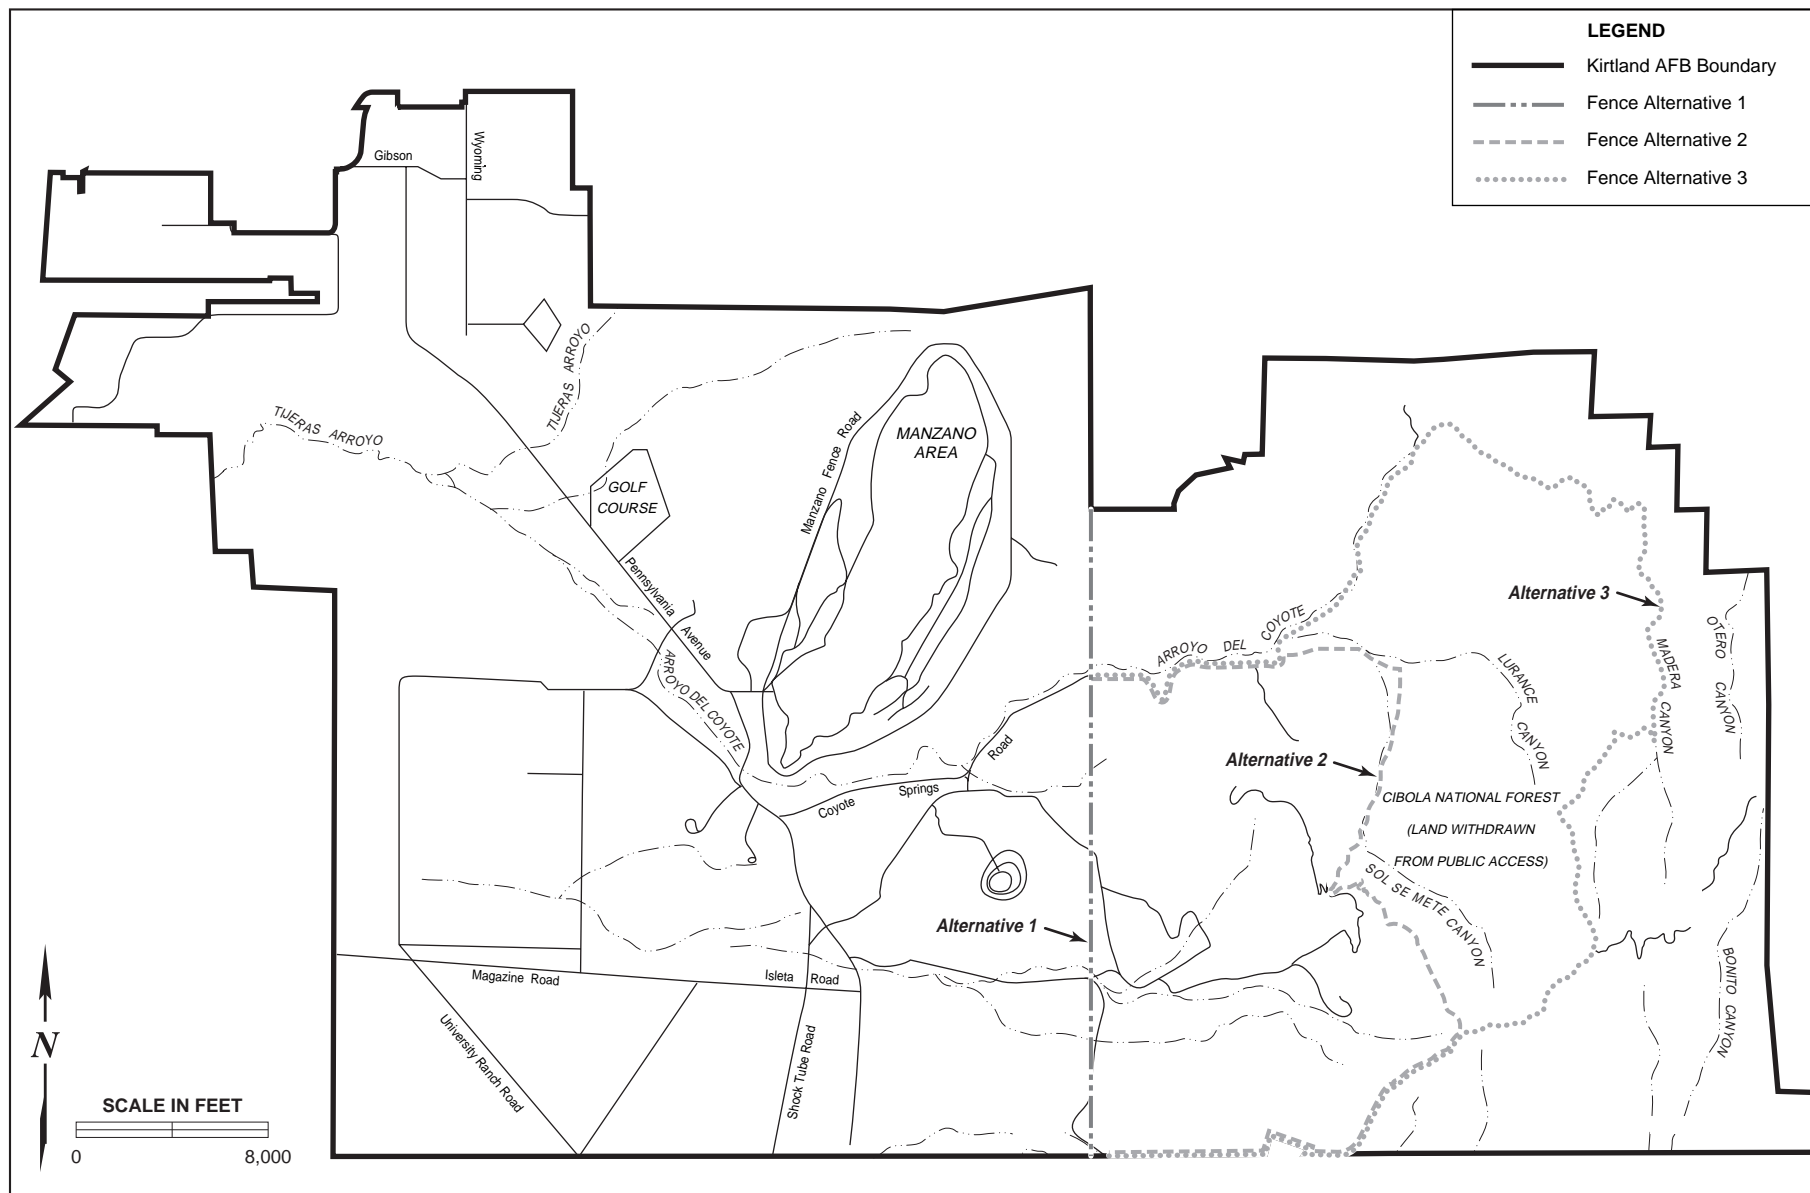 LEGEND
Kirtland AFB Boundary
Fence Alternative 1
Fence Alternative 2
Fence Alternative 3
Gibson
Wyoming
TIJERAS ARROYO
TIJERAS ARROYO
GOLF
COURSE
Manzano Fence Road
MANZANO
AREA
Pennsylvania
Avenue
ARROYO DEL COYOTE
ARROYO DEL COYOTE
Alternative 3
OTERO CANYON
MADERA CANYON
LURANCE CANYON
Alternative 2
Coyote Springs Road
CIBOLA NATIONAL FOREST
(LAND WITHDRAWN
FROM PUBLIC ACCESS)
SOL SE METE CANYON
Alternative 1
BONITO CANYON
Magazine Road
Isleta Road
University Ranch Road
Shock Tube Road
N
SCALE IN FEET
0 8,000